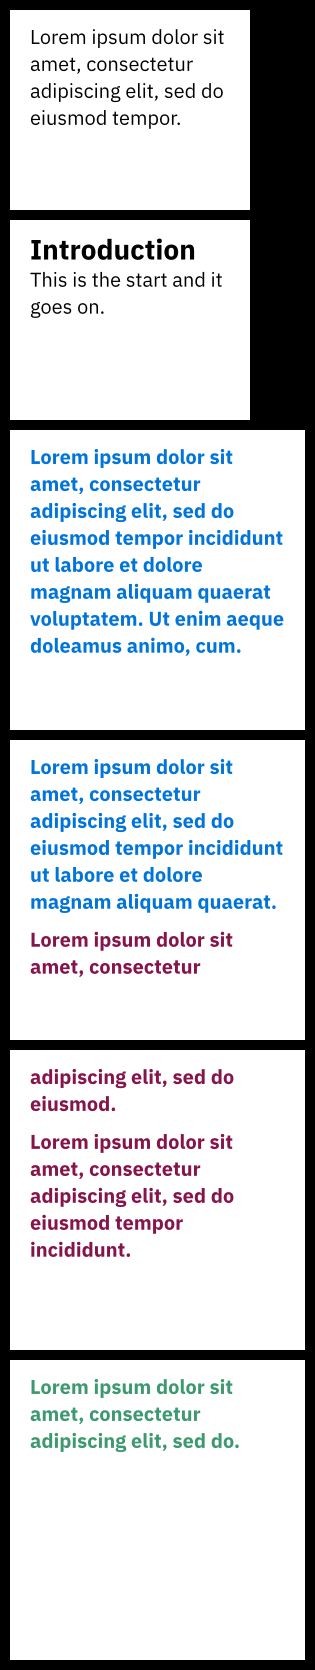 Lorem ipsum dolor sit
amet, consectetur
adipiscing elit, sed do
eiusmod tempor.
Introduction
This is the start and it
goes on.
Lorem ipsum dolor sit
amet, consectetur
adipiscing elit, sed do
eiusmod tempor incididunt
ut labore et dolore
magnam aliquam quaerat
voluptatem. Ut enim aeque
doleamus animo, cum.
Lorem ipsum dolor sit
amet, consectetur
adipiscing elit, sed do
eiusmod tempor incididunt
ut labore et dolore
magnam aliquam quaerat.
Lorem ipsum dolor sit
amet, consectetur
adipiscing elit, sed do
eiusmod.
Lorem ipsum dolor sit
amet, consectetur
adipiscing elit, sed do
eiusmod tempor
incididunt.
Lorem ipsum dolor sit
amet, consectetur
adipiscing elit, sed do.